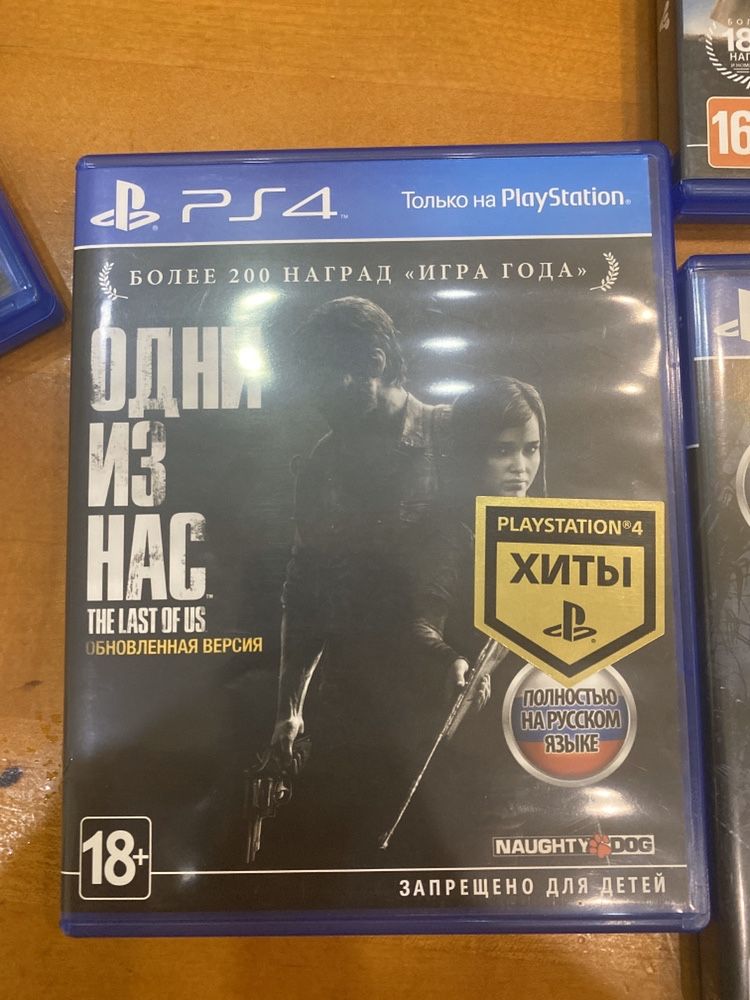 PS4
Только на PlayStation®
БОЛЕЕ 200 НАГРАД «ИГРА ГОДА»
ОДНИ
ИЗ
НАС™
THE LAST OF US
ОБНОВЛЕННАЯ ВЕРСИЯ
PLAYSTATION®4
ХИТЫ
ПОЛНОСТЬЮ
НА РУССКОМ
ЯЗЫКЕ
NAUGHTY DOG
18+
ЗАПРЕЩЕНО ДЛЯ ДЕТЕЙ
16